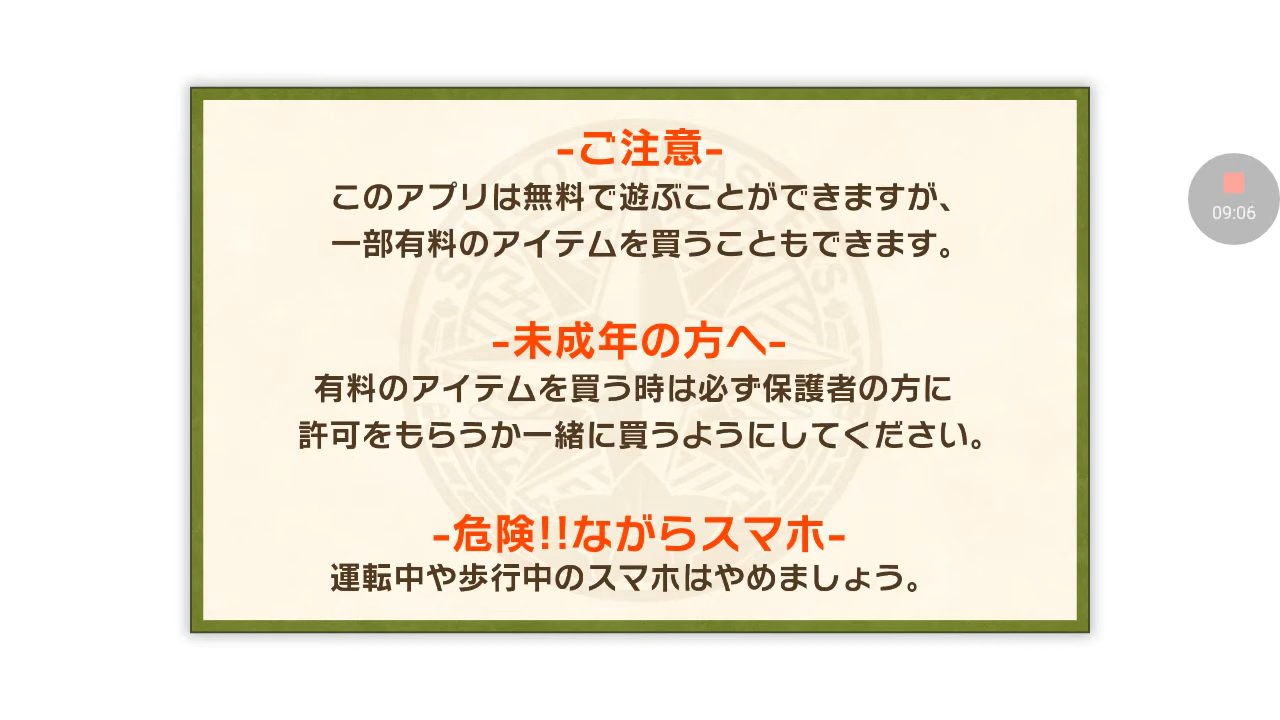 -ご注意-
このアプリは無料で遊ぶことができますが、
一部有料のアイテムを買うこともできます。
-未成年の方へ-
有料のアイテムを買う時は必ず保護者の方に
許可をもらうか一緒に買うようにしてください。
-危険!!ながらスマホ-
運転中や歩行中のスマホはやめましょう。
09:06